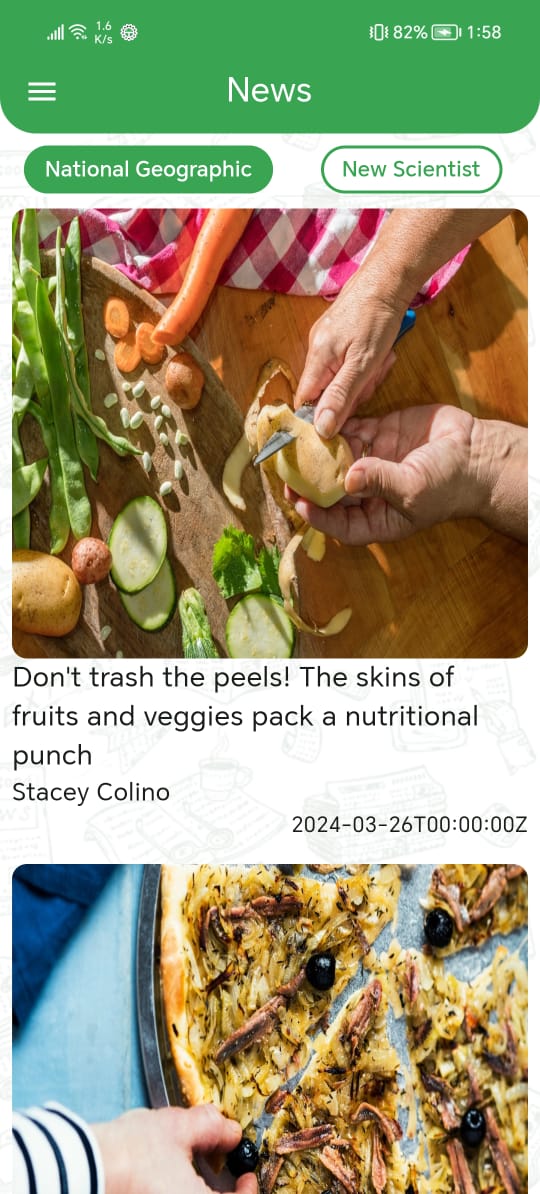 1.6
K/s
82%
1:58
News
National Geographic
New Scientist
Don't trash the peels! The skins of
fruits and veggies pack a nutritional
punch
Stacey Colino
2024-03-26T00:00:00Z